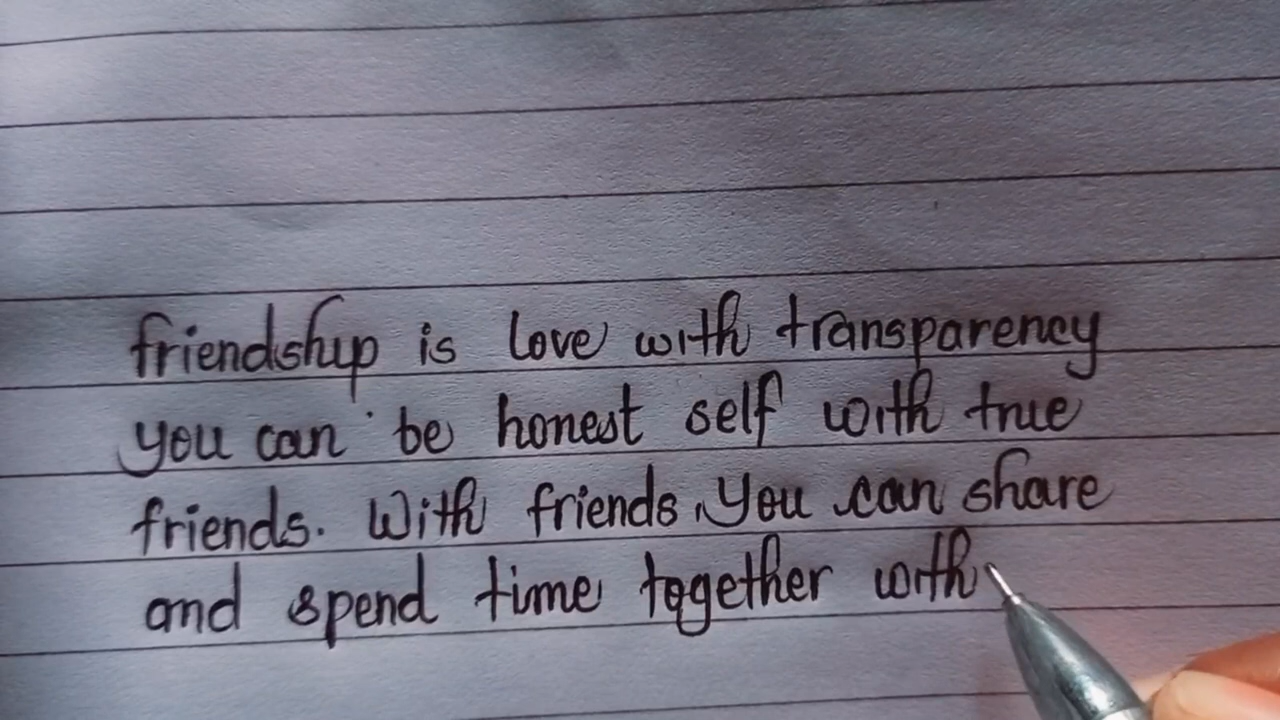 friendship is love with transparency
you can be honest self with true
friends. With friends, you can share
and spend time together with